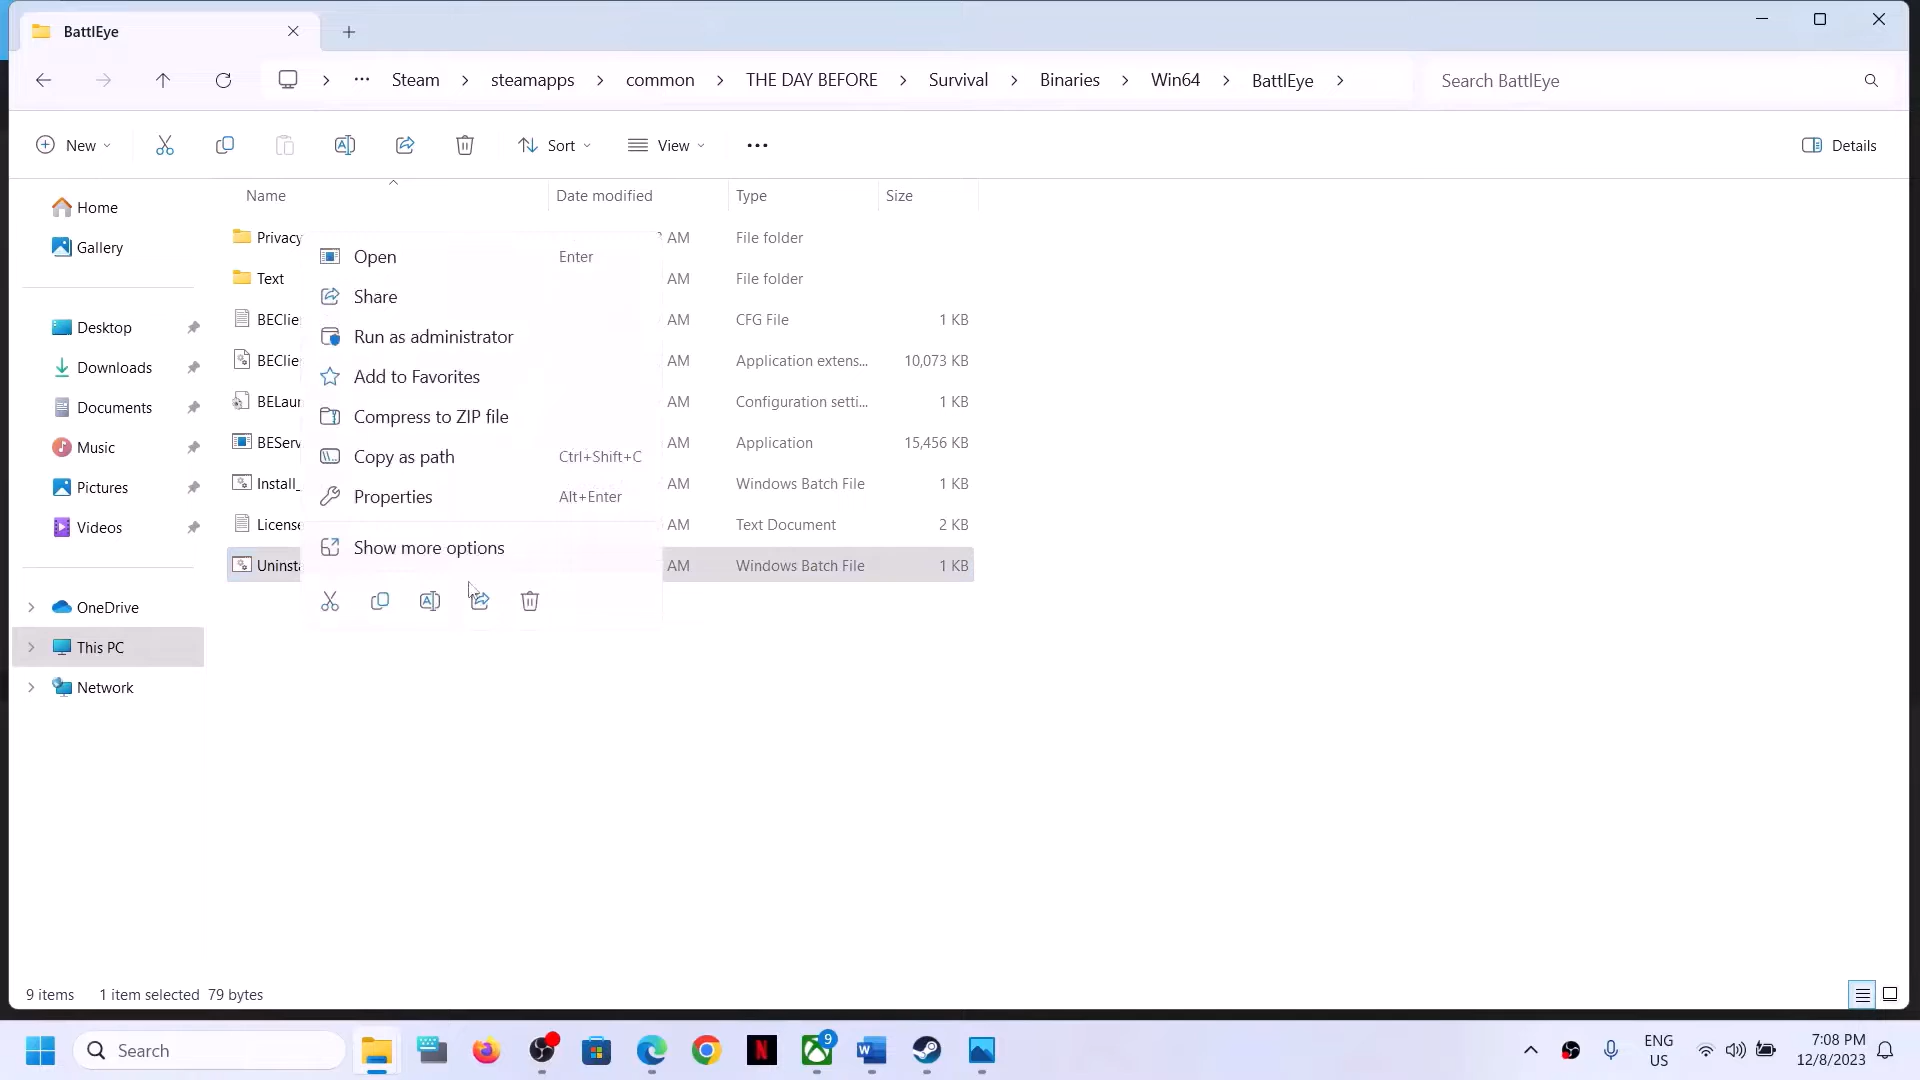 BattlEye
Steam steamapps common THE DAY BEFORE Survival Binaries Win64 BattlEye Search BattlEye
New Sort View Details
Name Date modified Type Size
Home
Gallery
Desktop
Downloads
Documents
Music
Pictures
Videos
OneDrive
This PC
Network
Privacy AM File folder
Text AM File folder
BEClie AM CFG File 1 KB
BEClie AM Application extens... 10,073 KB
BELaun AM Configuration setti... 1 KB
BEServ AM Application 15,456 KB
Install_ AM Windows Batch File 1 KB
License AM Text Document 2 KB
Uninsta AM Windows Batch File 1 KB
Open Enter
Share
Run as administrator
Add to Favorites
Compress to ZIP file
Copy as path Ctrl+Shift+C
Properties Alt+Enter
Show more options
9 items 1 item selected 79 bytes
Search
9
ENG
US
7:08 PM
12/8/2023